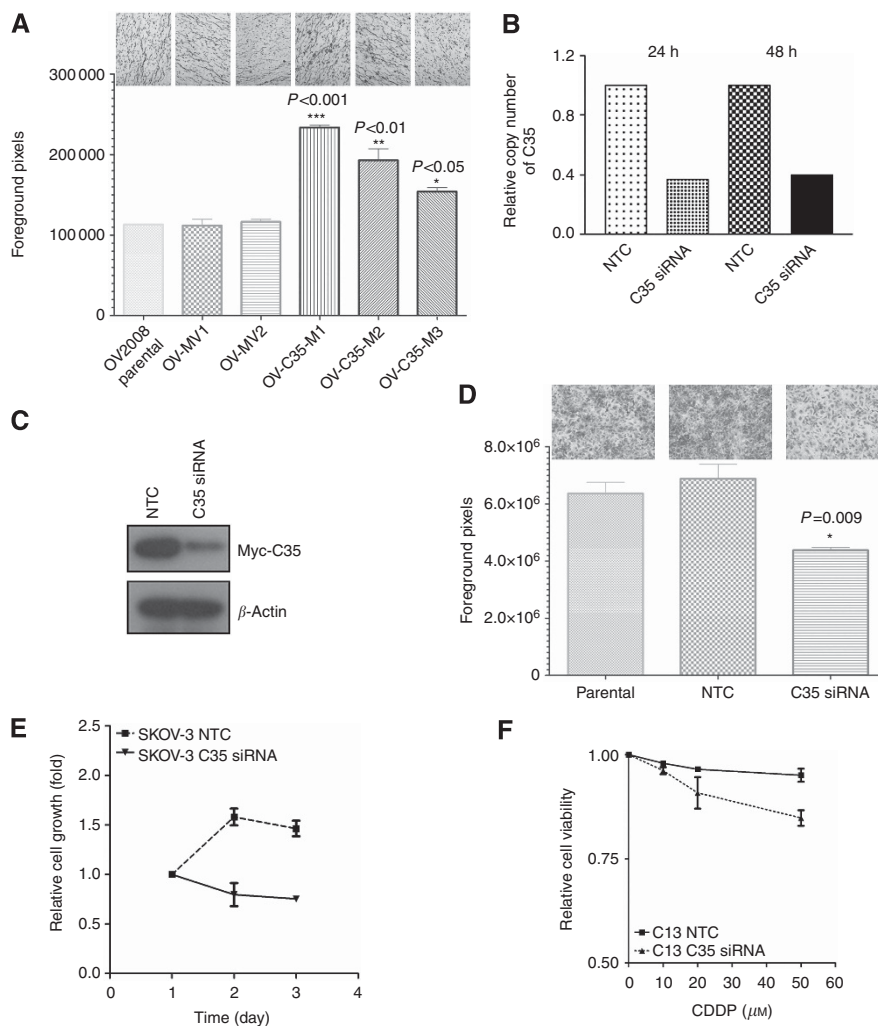 A
300 000
200 000
100 000
0
Foreground pixels
P<0.001
***
P<0.01
**
P<0.05
*
OV2008
parental
OV-MV1
OV-MV2
OV-C35-M1
OV-C35-M2
OV-C35-M3
B
1.2
0.8
0.4
0.0
Relative copy number
of C35
24 h
48 h
NTC
C35 siRNA
NTC
C35 siRNA
C
NTC
C35 siRNA
Myc-C35
β-Actin
D
8.0×10⁶
6.0×10⁶
4.0×10⁶
2.0×10⁶
0
Foreground pixels
P=0.009
*
Parental
NTC
C35 siRNA
E
2.5
2.0
1.5
1.0
0.5
0.0
Relative cell growth (fold)
SKOV-3 NTC
SKOV-3 C35 siRNA
0
1
2
3
4
Time (day)
F
1.00
0.75
0.50
Relative cell viability
C13 NTC
C13 C35 siRNA
0
10
20
30
40
50
60
CDDP (μM)